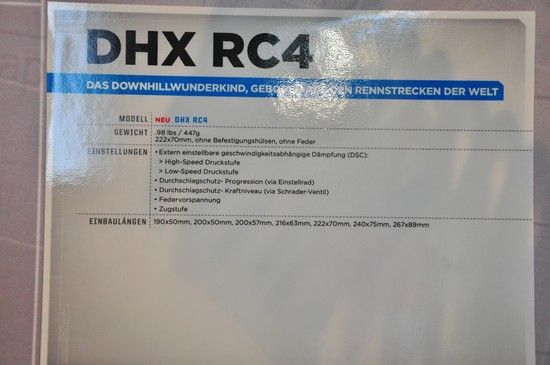 DHX RC4
DAS DOWNHILLWUNDERKIND, RENNSTRECKEN DER WELT
MODELL NEU DHX RC4
GEWICHT .98 lbs / 447g
222x70mm, ohne Befestigungshülsen, ohne Feder
EINSTELLUNGEN • Extern einstellbare geschwindigkeitsabhängige Dämpfung (DSC):
> High-Speed Druckstufe
> Low-Speed Druckstufe
• Durchschlagschutz- Progression (via Einstellrad)
• Durchschlagschutz- Kraftniveau (via Schrader-Ventil)
• Federvorspannung
• Zugstufe
EINBAULÄNGEN 190x50mm, 200x50mm, 200x57mm, 216x63mm, 222x70mm, 240x75mm, 267x89mm